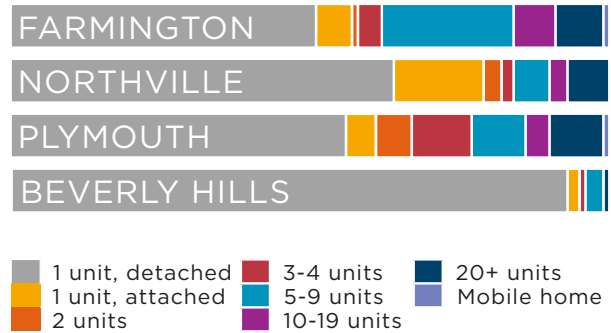 FARMINGTON
NORTHVILLE
PLYMOUTH
BEVERLY HILLS
1 unit, detached
1 unit, attached
2 units
3-4 units
5-9 units
10-19 units
20+ units
Mobile home